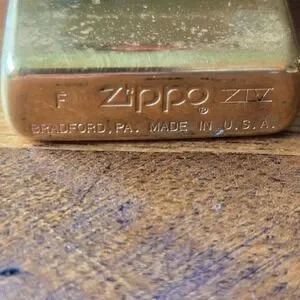 F Zippo ® XIV
BRADFORD, PA. MADE IN U.S.A.